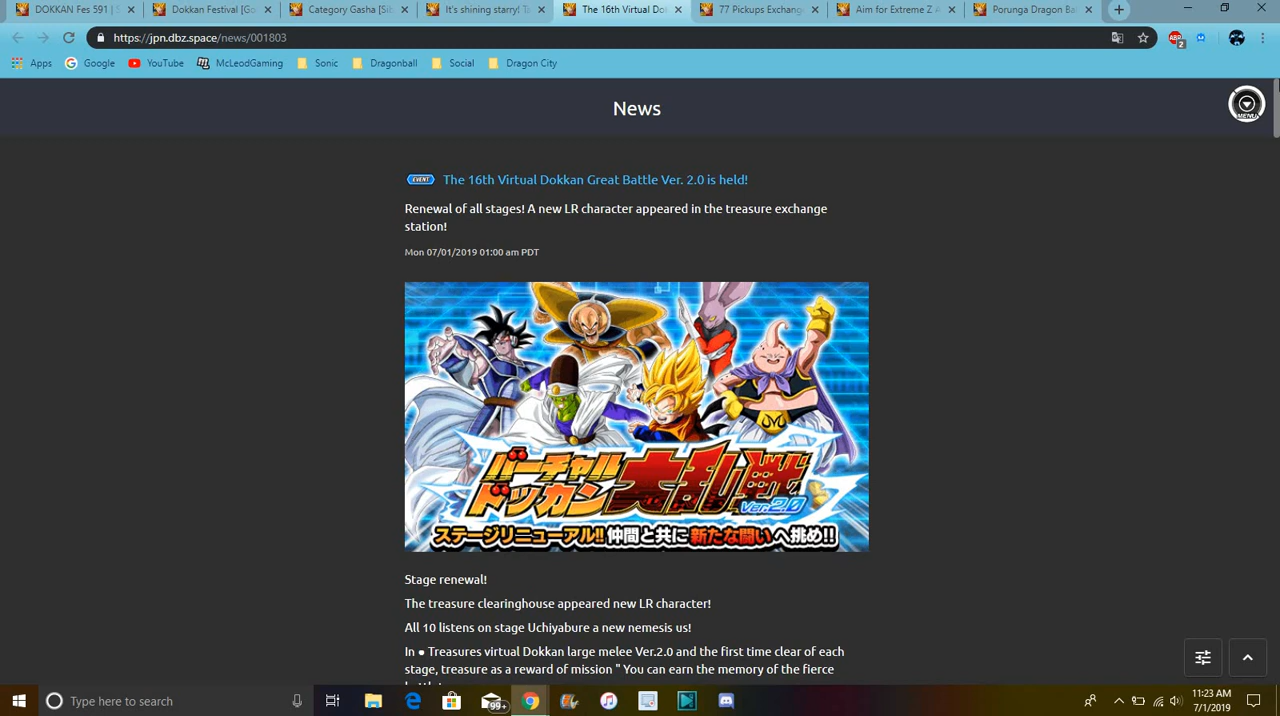 DOKKAN Fes 591 | S
Dokkan Festival [Go
Category Gasha [Sib
It's shining starry! Ta
The 16th Virtual Do
77 Pickups Exchang
Aim for Extreme Z A
Porunga Dragon Ba
https://jpn.dbz.space/news/001803
ABP
2
Apps
Google
YouTube
McLeodGaming
Sonic
Dragonball
Social
Dragon City
News
MENU
EVENT
The 16th Virtual Dokkan Great Battle Ver. 2.0 is held!
Renewal of all stages! A new LR character appeared in the treasure exchange
station!
Mon 07/01/2019 01:00 am PDT
バーチャル
ドッカン大乱戦
Ver.2.0
ステージリニューアル!!仲間と共に新たな闘いへ挑め!!
Stage renewal!
The treasure clearinghouse appeared new LR character!
All 10 listens on stage Uchiyabure a new nemesis us!
In ● Treasures virtual Dokkan large melee Ver.2.0 and the first time clear of each
stage, treasure as a reward of mission " You can earn the memory of the fierce
Type here to search
99+
11:23 AM
7/1/2019